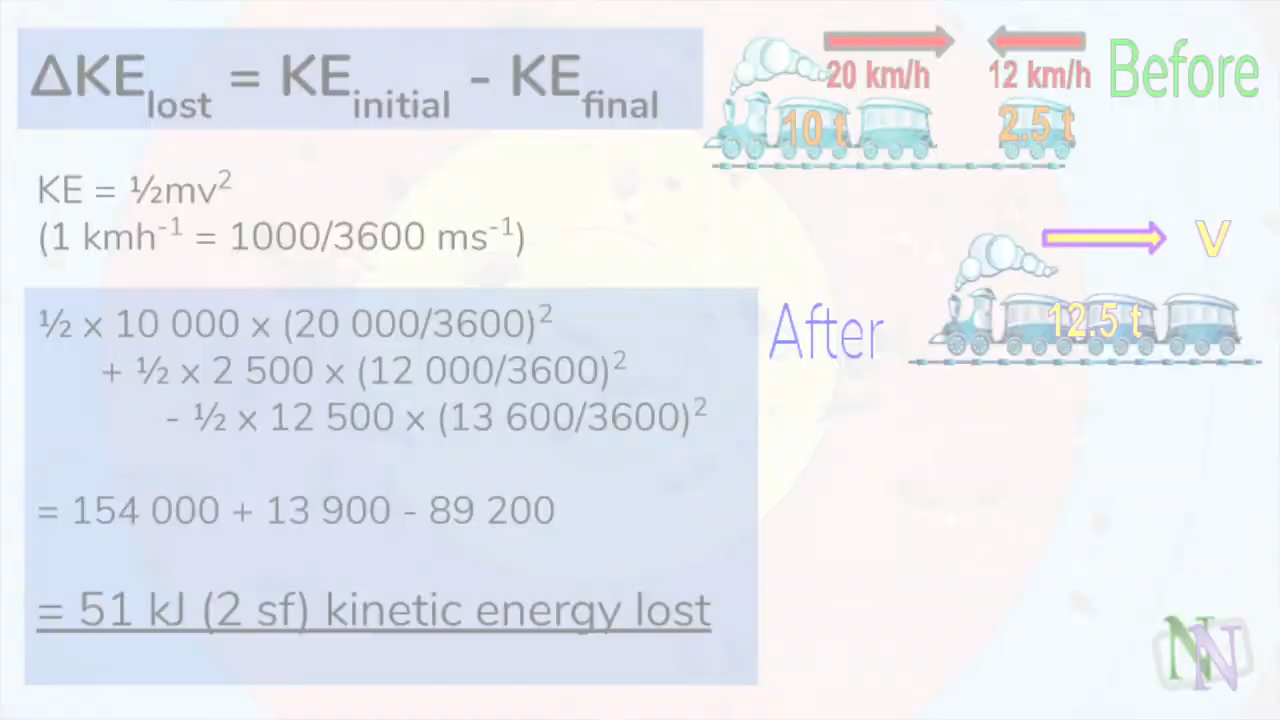 ΔKE_lost = KE_initial - KE_final
KE = ½mv²
(1 kmh⁻¹ = 1000/3600 ms⁻¹)
½ x 10 000 x (20 000/3600)²
+ ½ x 2 500 x (12 000/3600)²
- ½ x 12 500 x (13 600/3600)²
= 154 000 + 13 900 - 89 200
= 51 kJ (2 sf) kinetic energy lost
20 km/h
12 km/h
Before
10 t
2.5 t
V
After
12.5 t
NN